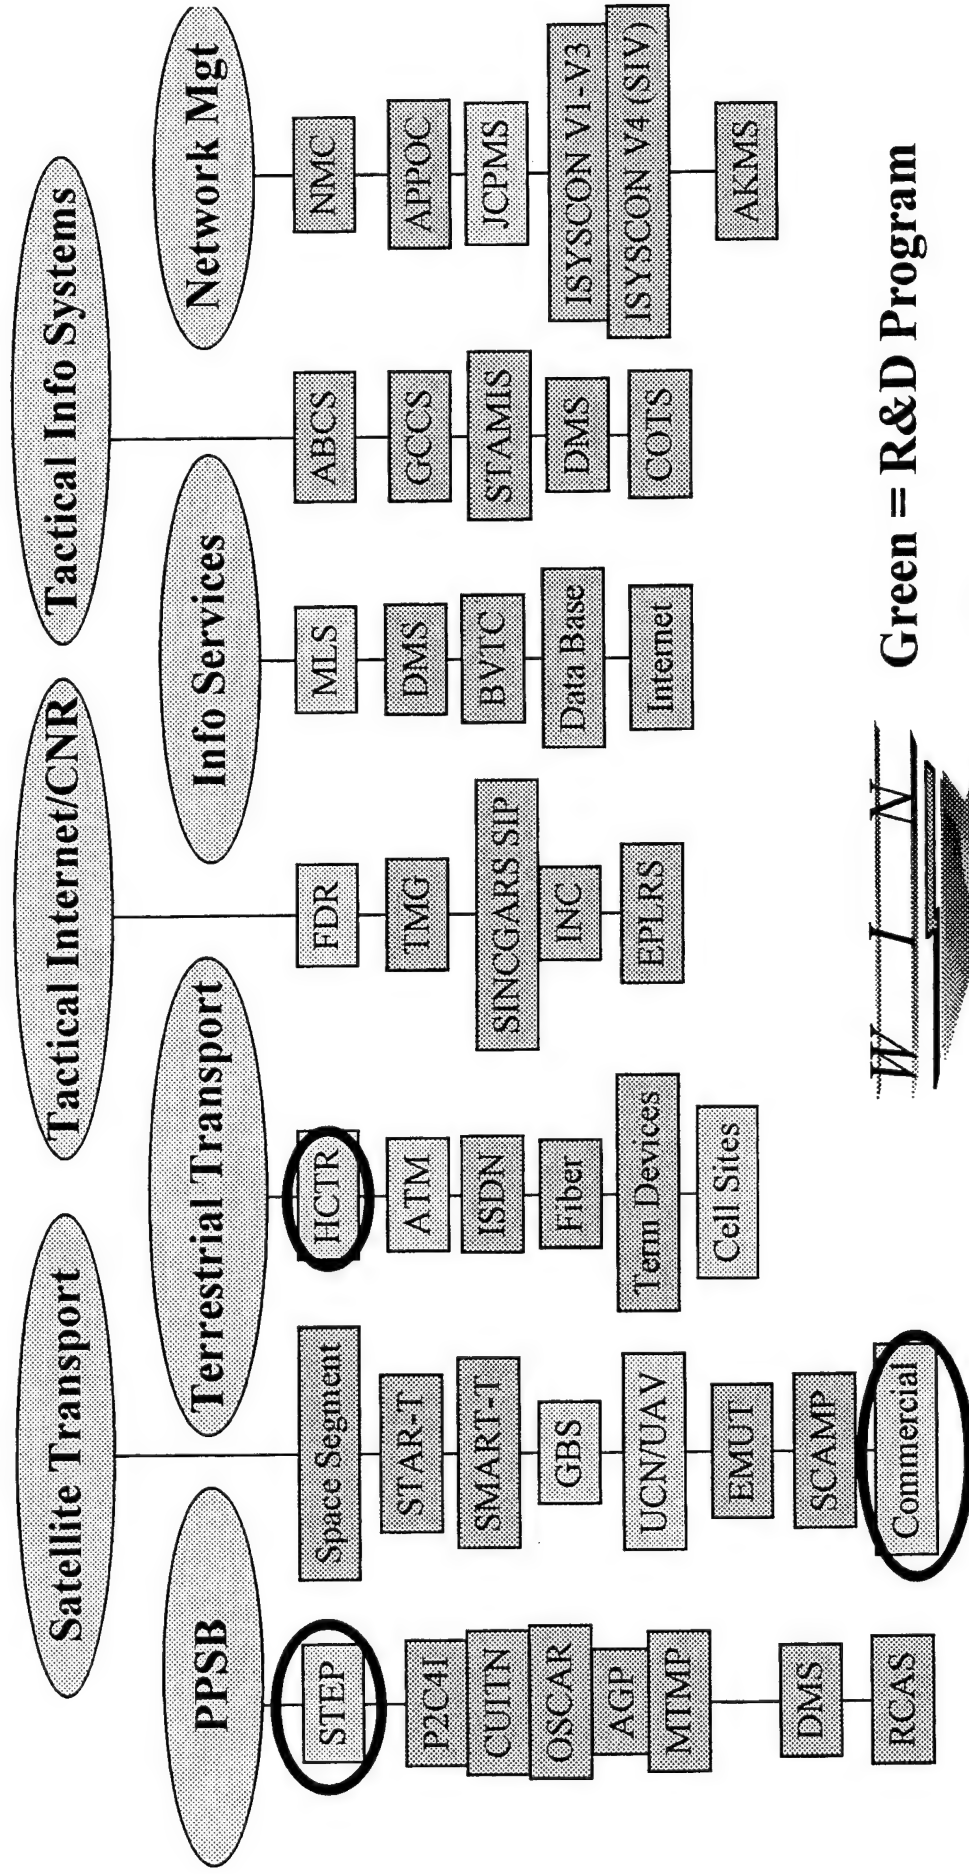 Satellite Transport
Tactical Internet/CNR
Tactical Info Systems
PPSB
Terrestrial Transport
Info Services
Network Mgt
STEP
P2C4I
CUITN
OSCAR
AGP
MTMP
DMS
RCAS
Space Segment
STAR-T
SMART-T
GBS
UCN/UAV
EMUT
SCAMP
Commercial
HCTR
ATM
ISDN
Fiber
Term Devices
Cell Sites
FDR
TMG
SINCGARS SIP
INC
EPLRS
MLS
DMS
BVTC
Data Base
Internet
ABCS
GCCS
STAMIS
DMS
COTS
NMC
APPOC
JCPMS
ISYSCON V1-V3
ISYSCON V4 (SIV)
AKMS
W I N
Green = R&D Program